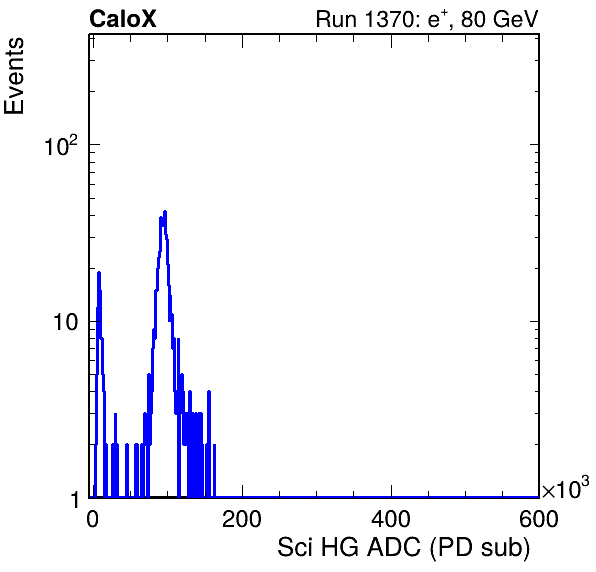 CaloX Run 1370: e⁺, 80 GeV
Events
10²
10
1
0 200 400 600
×10³
Sci HG ADC (PD sub)